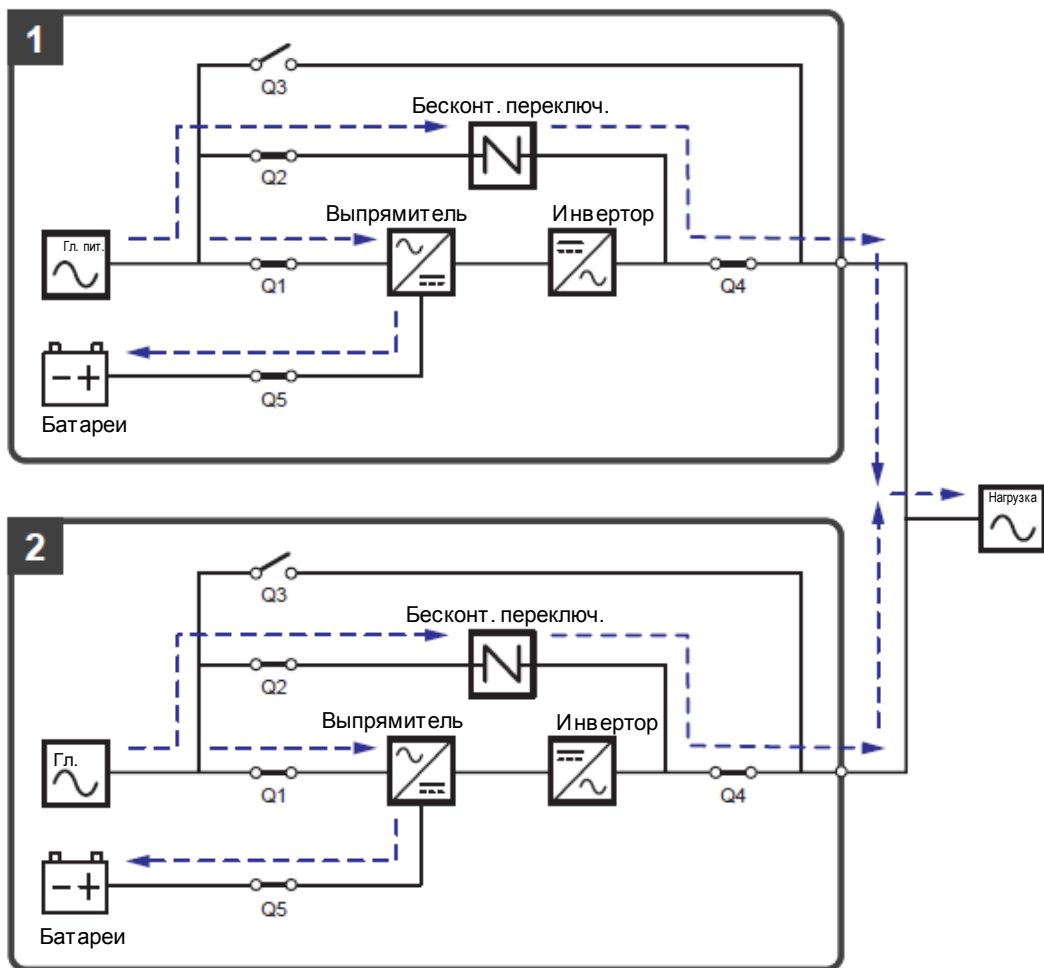 1
Q3
Бесконт. переключ.
Q2
Выпрямитель
Инвертор
Гл. пит.
Q1
Q4
Q5
Батареи
Нагрузка
2
Q3
Бесконт. переключ.
Q2
Выпрямитель
Инвертор
Гл.
Q1
Q4
Q5
Батареи